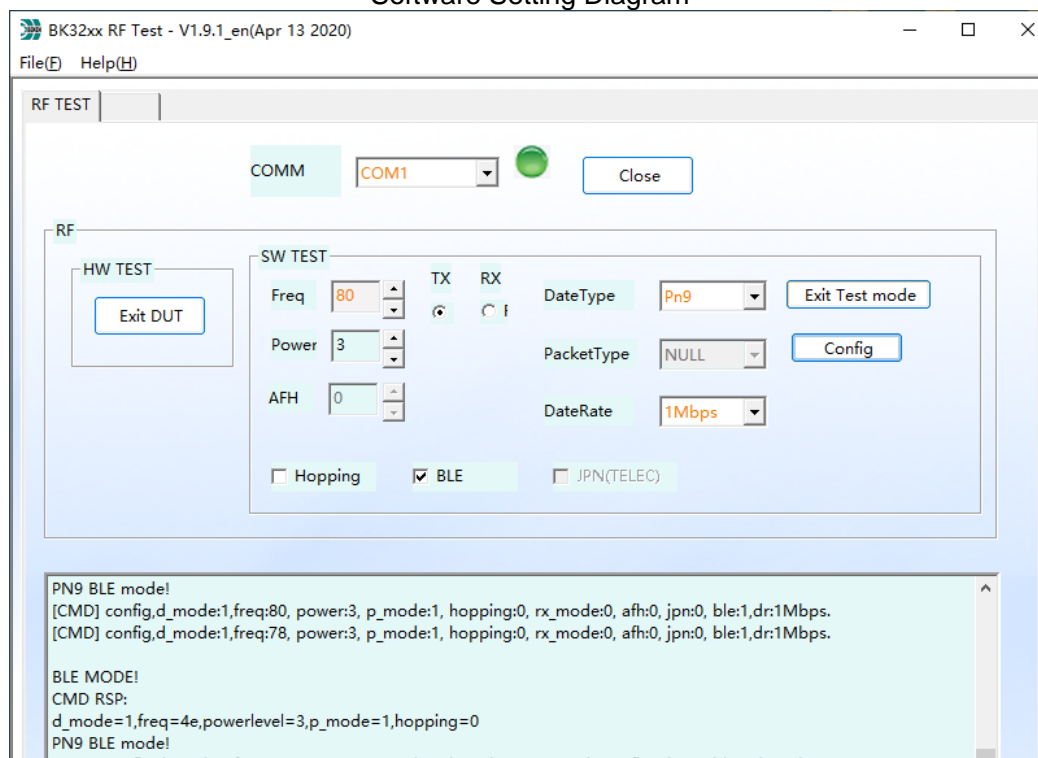 Software Setting Diagram
BK32xx RF Test - V1.9.1_en(Apr 13 2020)
File(F) Help(H)
RF TEST
COMM COM1 Close
RF
HW TEST
Exit DUT
SW TEST
TX RX
Freq 80 DateType Pn9 Exit Test mode
Power 3 PacketType NULL Config
AFH 0 DateRate 1Mbps
Hopping BLE JPN(TELEC)
PN9 BLE mode!
[CMD] config,d_mode:1,freq:80, power:3, p_mode:1, hopping:0, rx_mode:0, afh:0, jpn:0, ble:1,dr:1Mbps.
[CMD] config,d_mode:1,freq:78, power:3, p_mode:1, hopping:0, rx_mode:0, afh:0, jpn:0, ble:1,dr:1Mbps.
BLE MODE!
CMD RSP:
d_mode=1,freq=4e,powerlevel=3,p_mode=1,hopping=0
PN9 BLE mode!